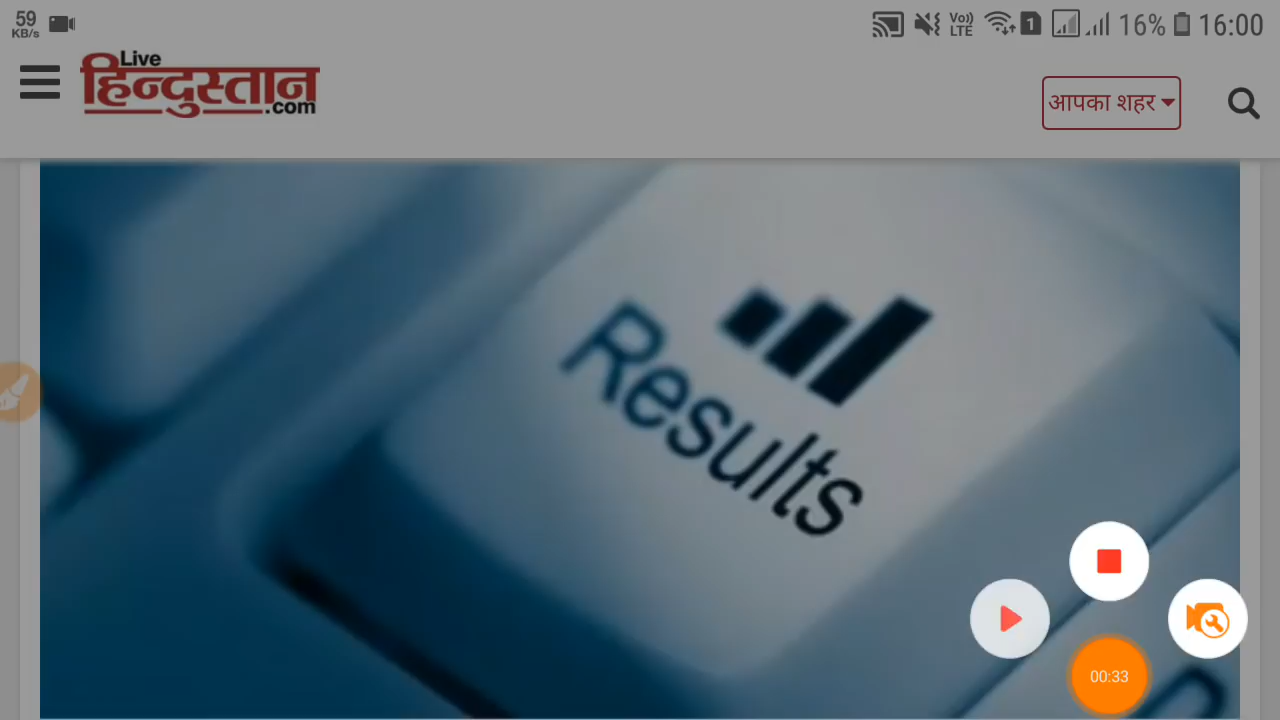 59
KB/s
Vo))
LTE
1
16%
16:00
Live
हिन्दुस्तान
.com
आपका शहर
Results
00:33